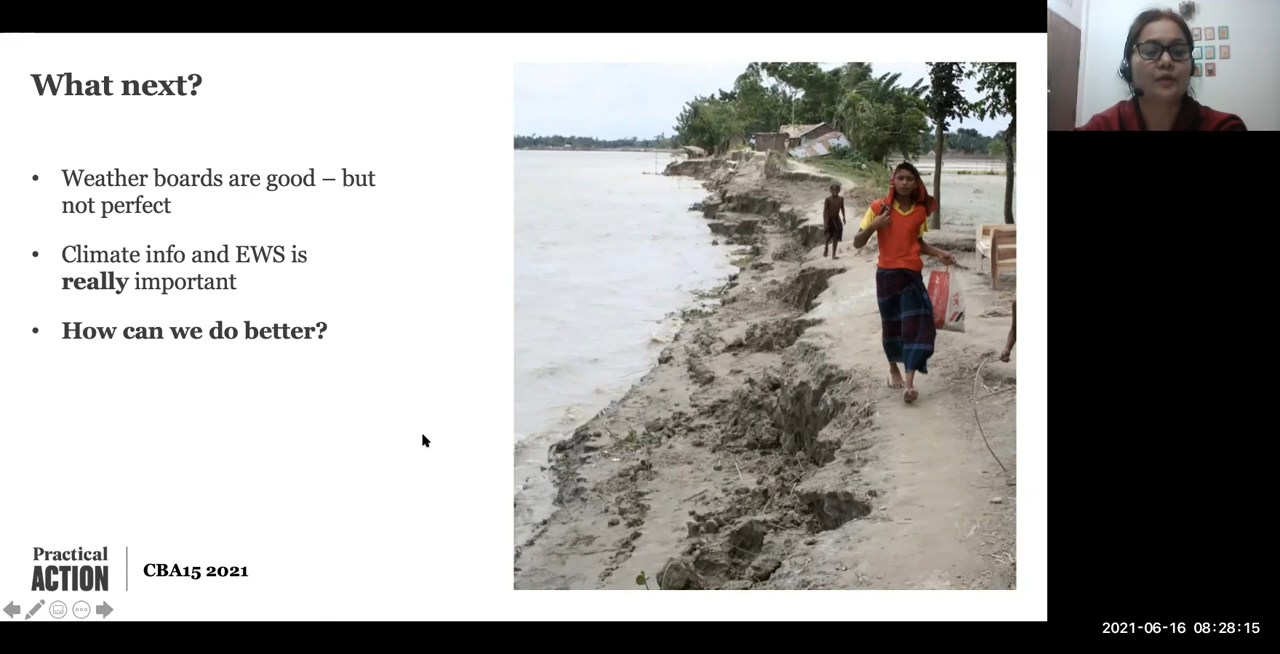 What next?
• Weather boards are good – but
not perfect
• Climate info and EWS is
really important
• How can we do better?
Practical
ACTION
CBA15 2021
2021-06-16 08:28:15